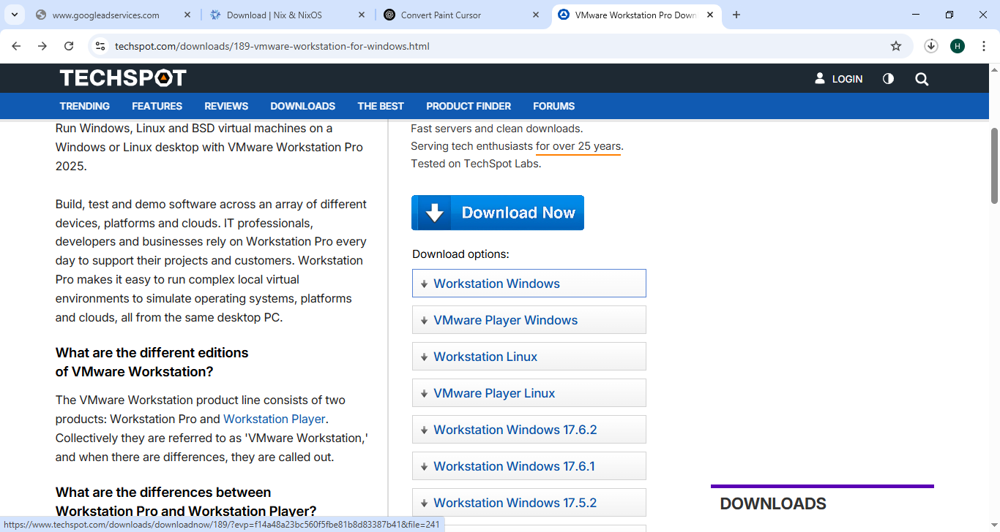 www.googleadservices.com
Download | Nix & NixOS
Convert Paint Cursor
VMware Workstation Pro Down
techspot.com/downloads/189-vmware-workstation-for-windows.html
H
TECHSPOT
LOGIN
TRENDING
FEATURES
REVIEWS
DOWNLOADS
THE BEST
PRODUCT FINDER
FORUMS
Run Windows, Linux and BSD virtual machines on a
Windows or Linux desktop with VMware Workstation Pro
2025.
Build, test and demo software across an array of different
devices, platforms and clouds. IT professionals,
developers and businesses rely on Workstation Pro every
day to support their projects and customers. Workstation
Pro makes it easy to run complex local virtual
environments to simulate operating systems, platforms
and clouds, all from the same desktop PC.
What are the different editions
of VMware Workstation?
The VMware Workstation product line consists of two
products: Workstation Pro and Workstation Player.
Collectively they are referred to as 'VMware Workstation,'
and when there are differences, they are called out.
What are the differences between
Workstation Pro and Workstation Player?
Fast servers and clean downloads.
Serving tech enthusiasts for over 25 years.
Tested on TechSpot Labs.
Download Now
Download options:
Workstation Windows
VMware Player Windows
Workstation Linux
VMware Player Linux
Workstation Windows 17.6.2
Workstation Windows 17.6.1
Workstation Windows 17.5.2
DOWNLOADS
https://www.techspot.com/downloads/downloadnow/189/?evp=f14a48a23bc560f5fbe81b8d83387b41&file=241